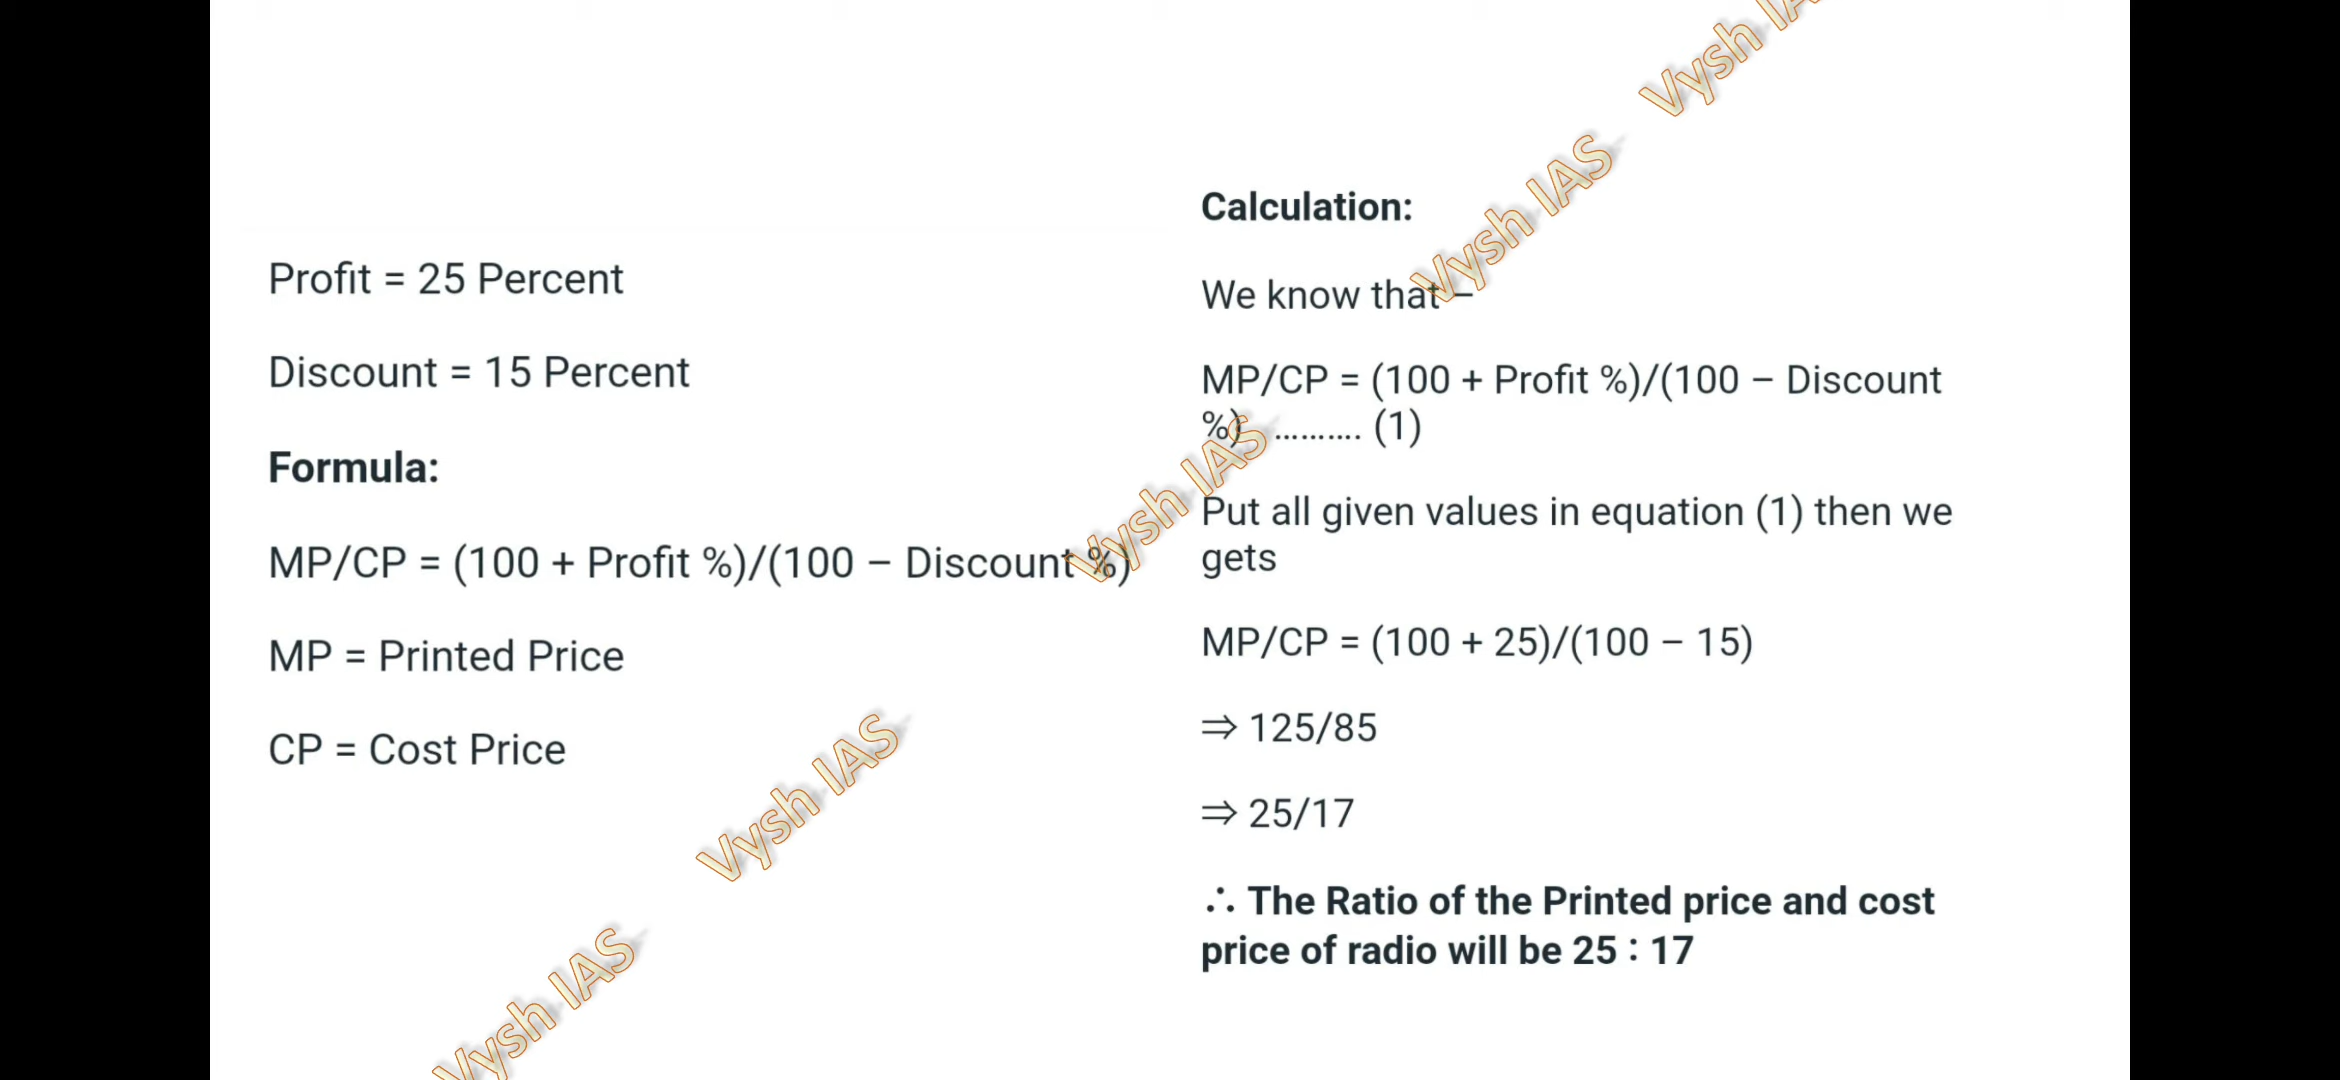 Profit = 25 Percent
Discount = 15 Percent
Formula:
MP/CP = (100 + Profit %)/(100 – Discount %)
MP = Printed Price
CP = Cost Price
Calculation:
We know that –
MP/CP = (100 + Profit %)/(100 – Discount
%) .......... (1)
Put all given values in equation (1) then we
gets
MP/CP = (100 + 25)/(100 – 15)
⇒ 125/85
⇒ 25/17
∴ The Ratio of the Printed price and cost
price of radio will be 25 : 17
Vysh IAS
Vysh IAS
Vysh IAS
Vysh IAS
Vysh IAS